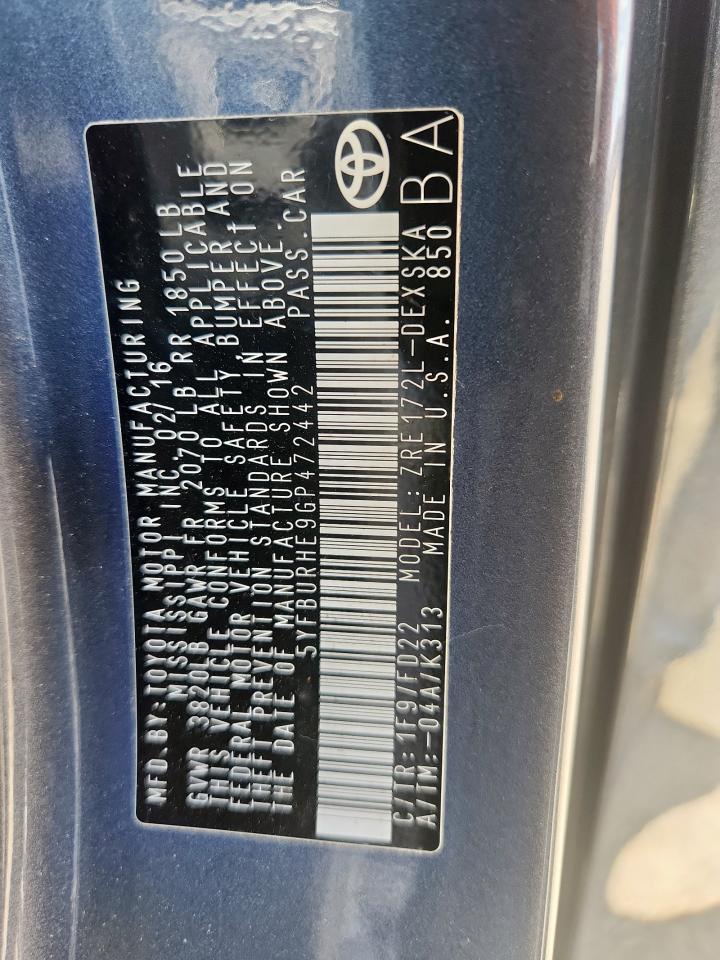 MFD.BY: TOYOTA MOTOR MANUFACTURING
MISSISSIPPI INC. 02/16
GVWR 3820LB GAWR FR 2070 LB RR 1850 LB
THIS VEHICLE CONFORMS TO ALL APPLICABLE
FEDERAL MOTOR VEHICLE SAFETY, BUMPER AND
THEFT PREVENTION STANDARDS IN EFFECT ON
THE DATE OF MANUFACTURE SHOWN ABOVE.
5YFBURHE9GP472442 PASS.CAR
C/TR: 1F9/FD22 MODEL: ZRE172L-DEXSKA
A/TM:-04A/K313 MADE IN U.S.A. 850 BA